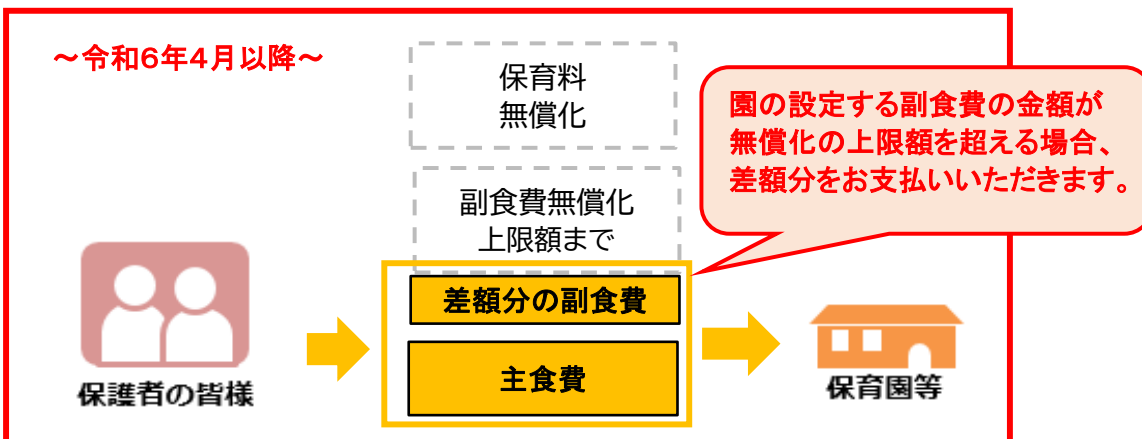 ～令和6年4月以降～
保育料
無償化
園の設定する副食費の金額が
無償化の上限額を超える場合、
差額分をお支払いいただきます。
副食費無償化
上限額まで
差額分の副食費
主食費
保護者の皆様
保育園等